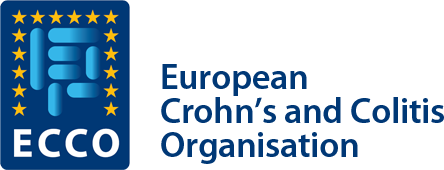 ECCO
European
Crohn's and Colitis
Organisation